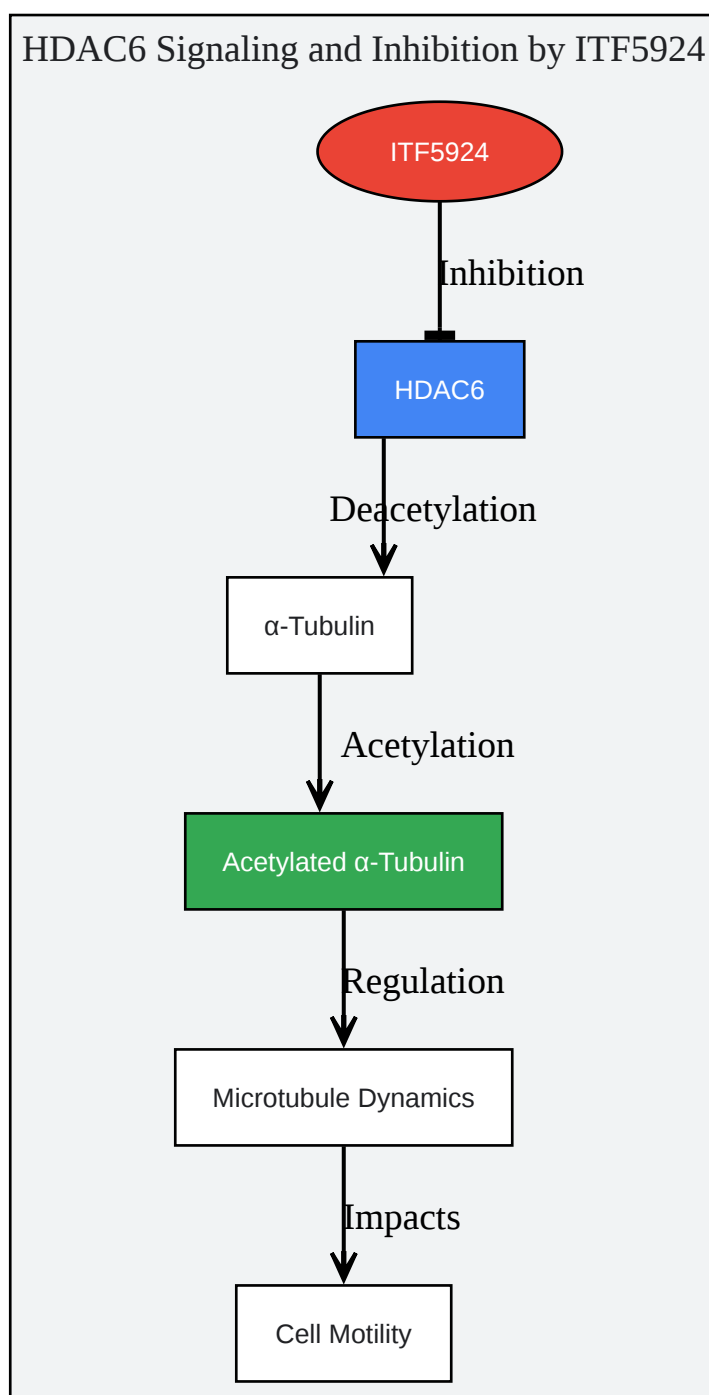 HDAC6 Signaling and Inhibition by ITF5924
ITF5924
Inhibition
HDAC6
Deacetylation
α-Tubulin
Acetylation
Acetylated α-Tubulin
Regulation
Microtubule Dynamics
Impacts
Cell Motility